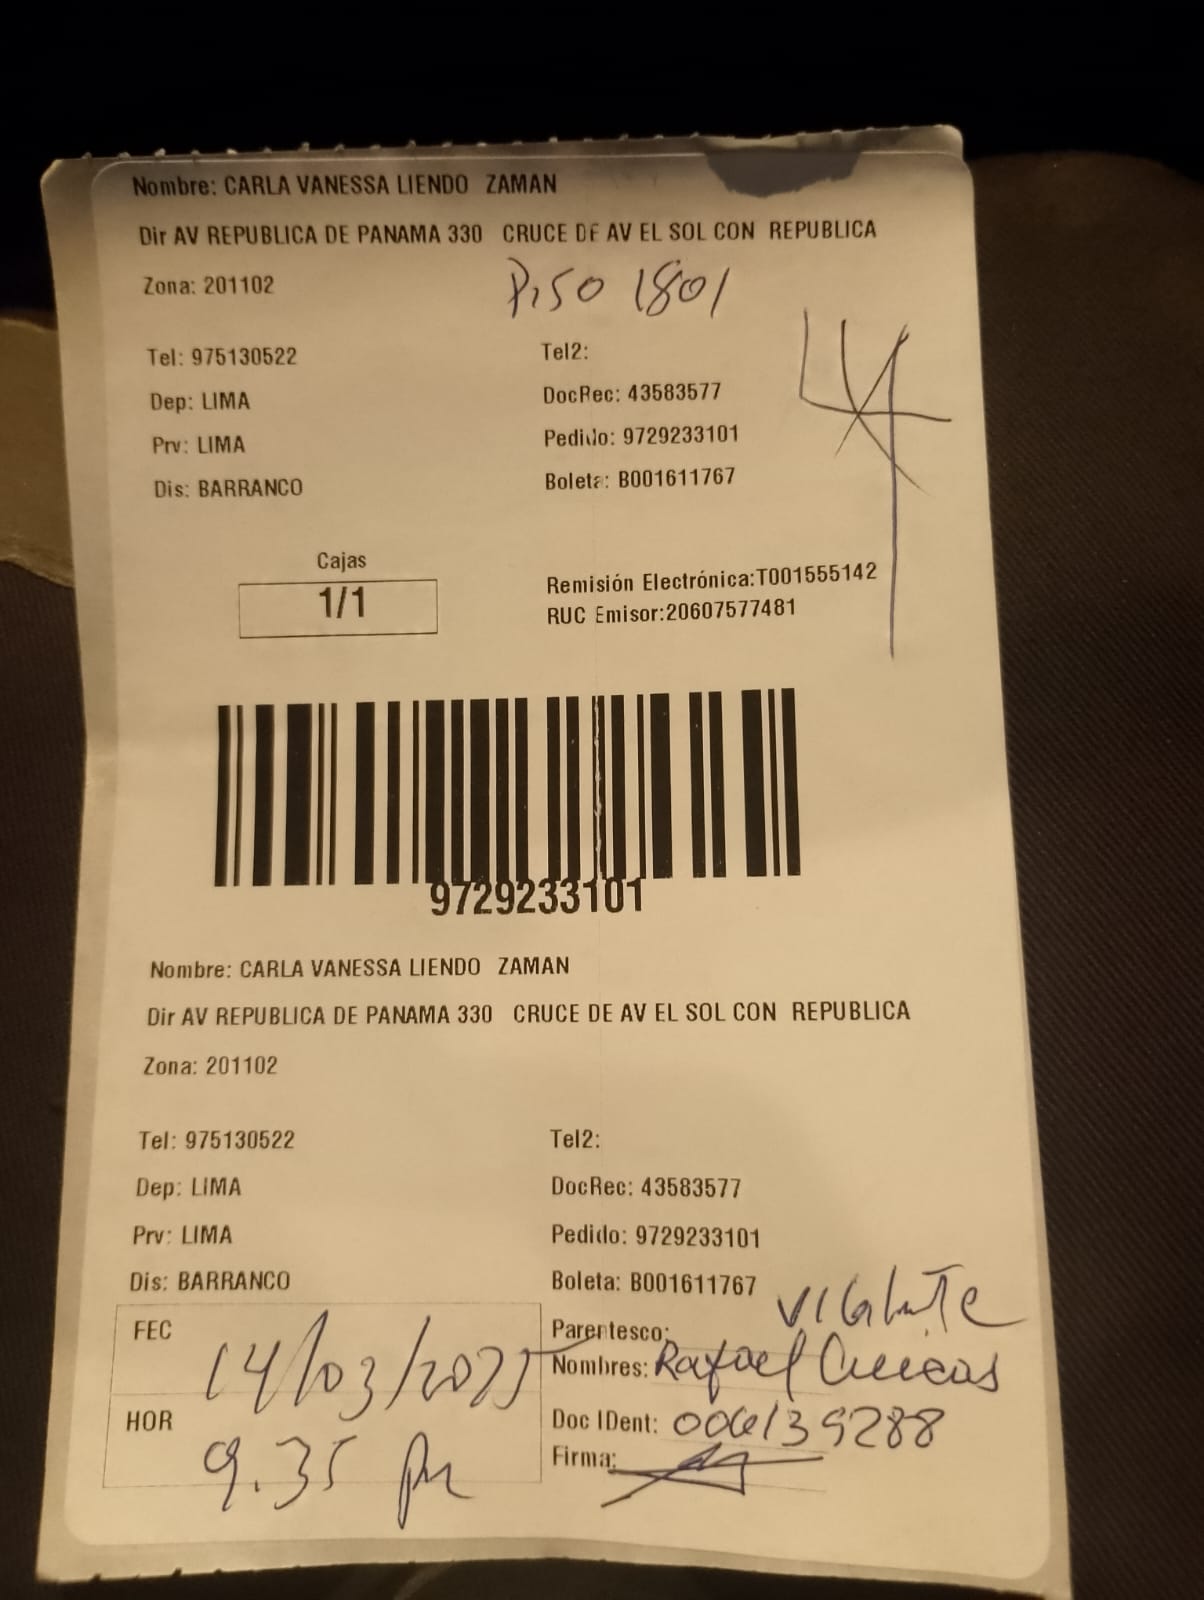 Nombre: CARLA VANESSA LIENDO ZAMAN
Dir AV REPUBLICA DE PANAMA 330 CRUCE DE AV EL SOL CON REPUBLICA
Zona: 201102
Piso 1801
Tel: 975130522 Tel2:
Dep: LIMA DocRec: 43583577
Prv: LIMA Pedido: 9729233101
Dis: BARRANCO Boleta: B001611767
Cajas
1/1
Remisión Electrónica:T001555142
RUC Emisor:20607577481
9729233101
Nombre: CARLA VANESSA LIENDO ZAMAN
Dir AV REPUBLICA DE PANAMA 330 CRUCE DE AV EL SOL CON REPUBLICA
Zona: 201102
Tel: 975130522 Tel2:
Dep: LIMA DocRec: 43583577
Prv: LIMA Pedido: 9729233101
Dis: BARRANCO Boleta: B001611767
FEC 14/03/2025
HOR 9.35 pm
Parentesco: Vigilante
Nombres: Rafael
Doc IDent: 006139288
Firma: